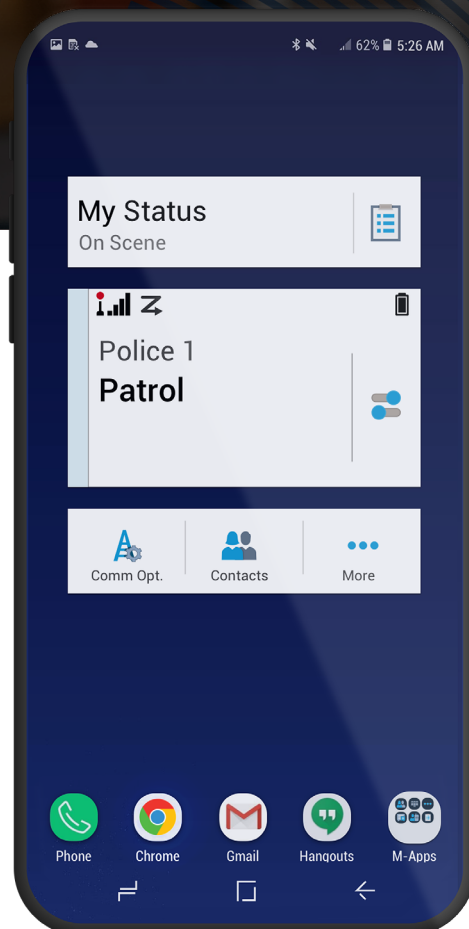 62% 5:26 AM
My Status
On Scene
Police 1
Patrol
Comm Opt.
Contacts
More
Phone
Chrome
Gmail
Hangouts
M-Apps